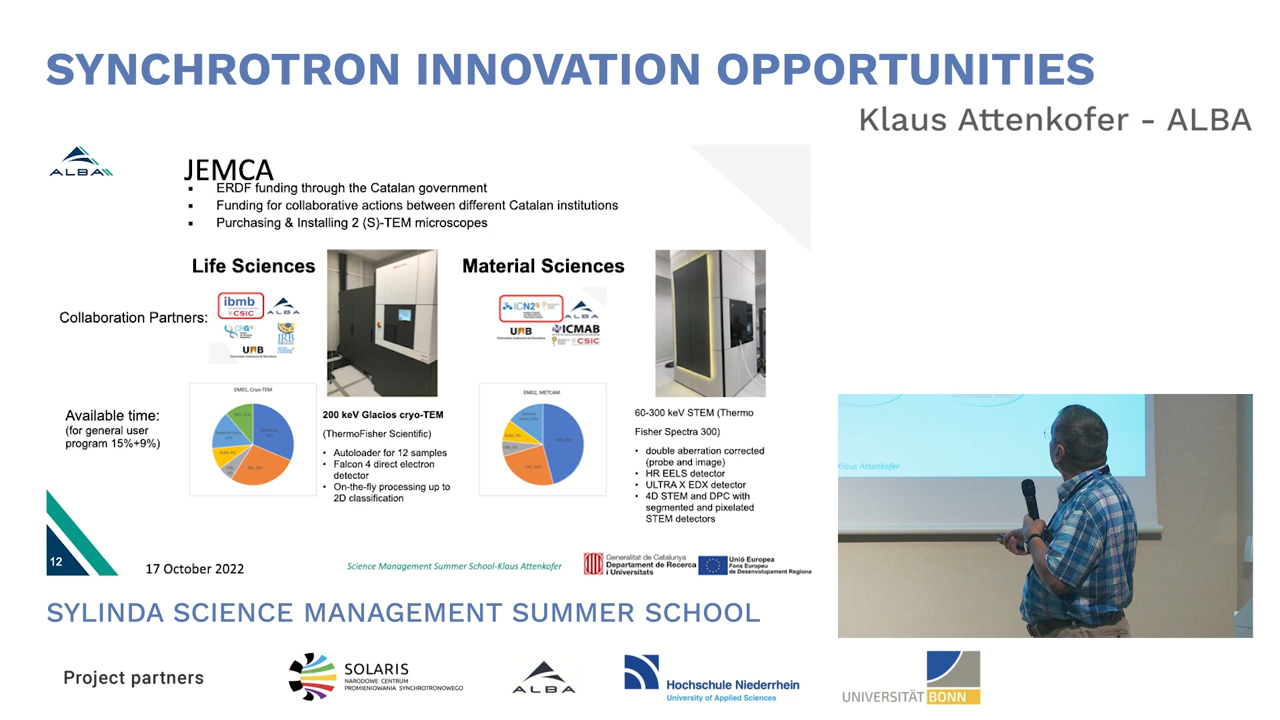 SYNCHROTRON INNOVATION OPPORTUNITIES
Klaus Attenkofer - ALBA
ALBA
JEMCA
▪ ERDF funding through the Catalan government
▪ Funding for collaborative actions between different Catalan institutions
▪ Purchasing & Installing 2 (S)-TEM microscopes
Life Sciences
Material Sciences
Collaboration Partners:
ibmb
CSIC
ALBA
CRG
IRB
UAB
ICN2
ALBA
UAB
ICMAB
CSIC
Available time:
(for general user
program 15%+9%)
EM01, Cryo-TEM
200 keV Glacios cryo-TEM
(ThermoFisher Scientific)
• Autoloader for 12 samples
• Falcon 4 direct electron
detector
• On-the-fly processing up to
2D classification
EM02, METCAM
60-300 keV STEM (Thermo
Fisher Spectra 300)
• double aberration corrected
(probe and image)
• HR EELS detector
• ULTRA X EDX detector
• 4D STEM and DPC with
segmented and pixelated
STEM detectors
12
17 October 2022
Science Management Summer School-Klaus Attenkofer
Generalitat de Catalunya
Departament de Recerca
i Universitats
Unió Europea
Fons Europeu
de Desenvolupament Regional
Klaus Attenkofer
SYLINDA SCIENCE MANAGEMENT SUMMER SCHOOL
Project partners
SOLARIS
NARODOWE CENTRUM
PROMIENIOWANIA SYNCHROTRONOWEGO
ALBA
Hochschule Niederrhein
University of Applied Sciences
UNIVERSITÄT BONN